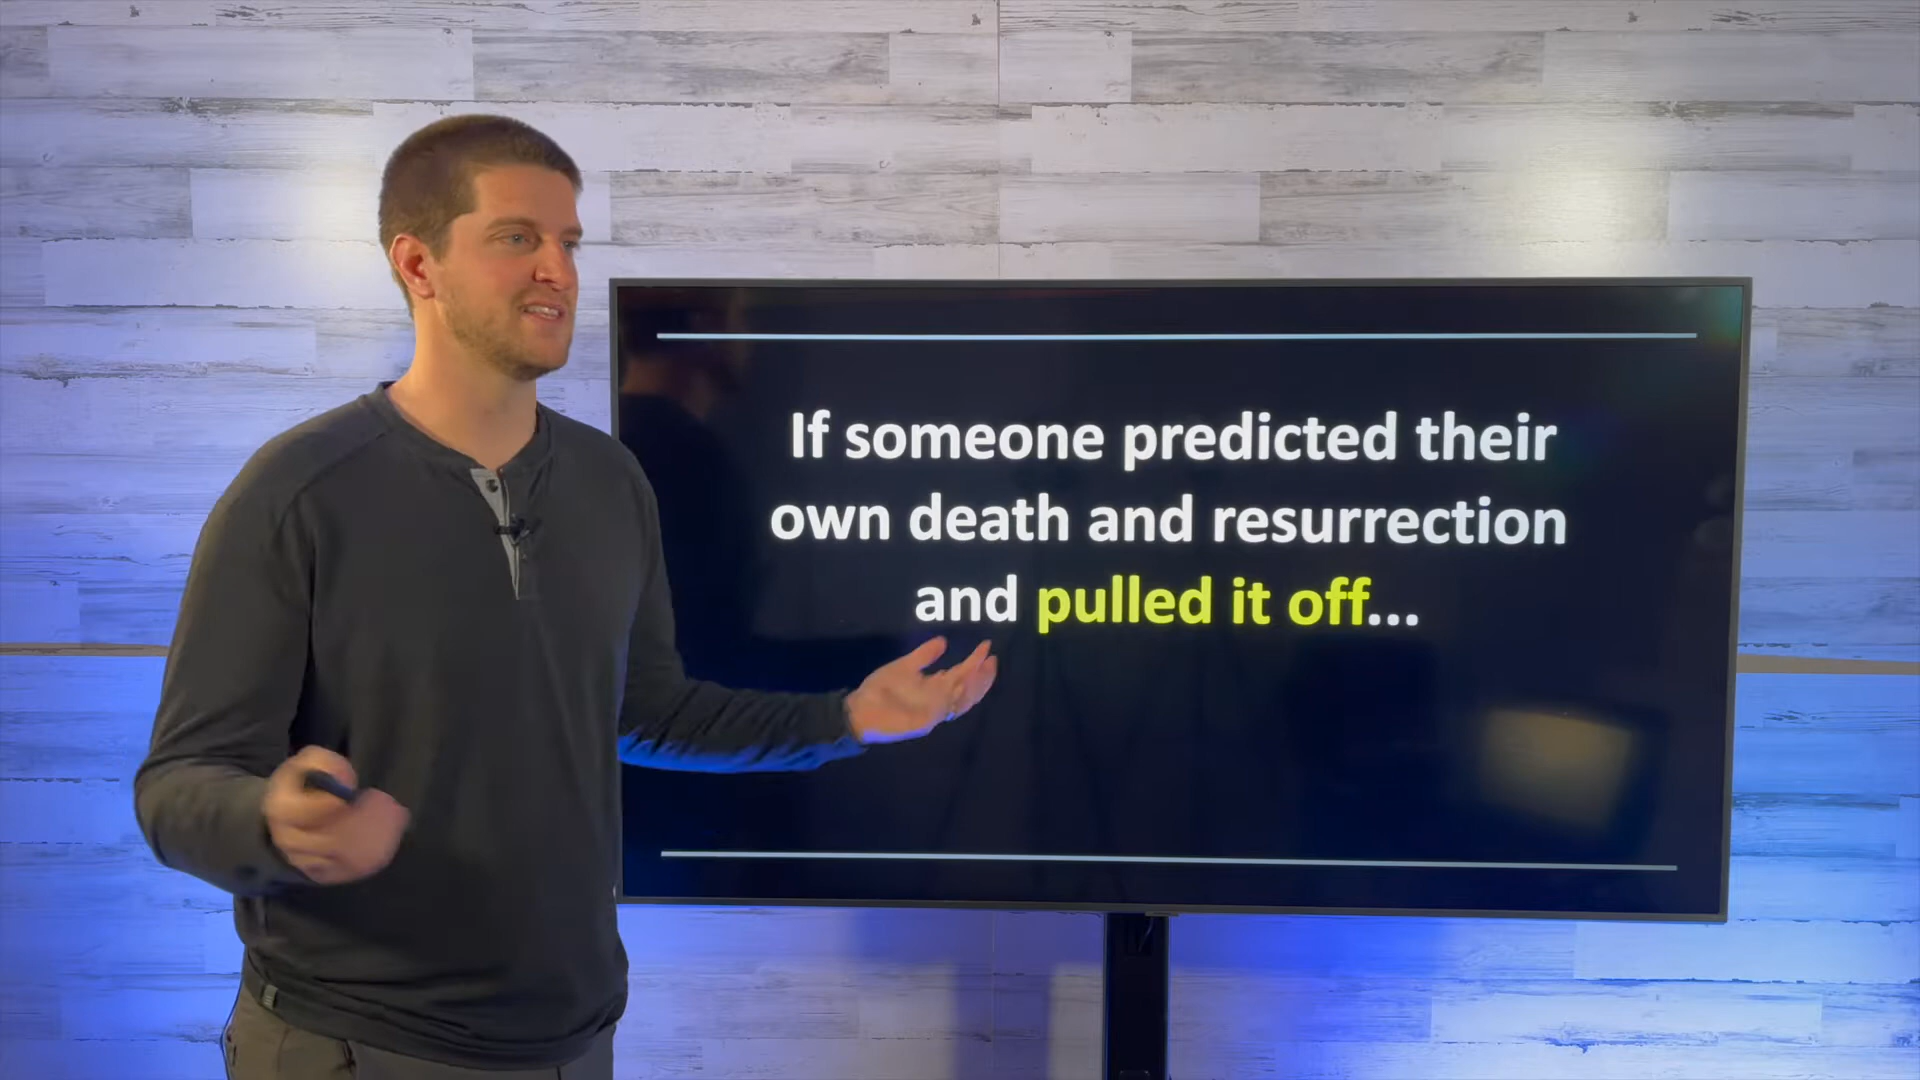 If someone predicted their
own death and resurrection
and pulled it off...